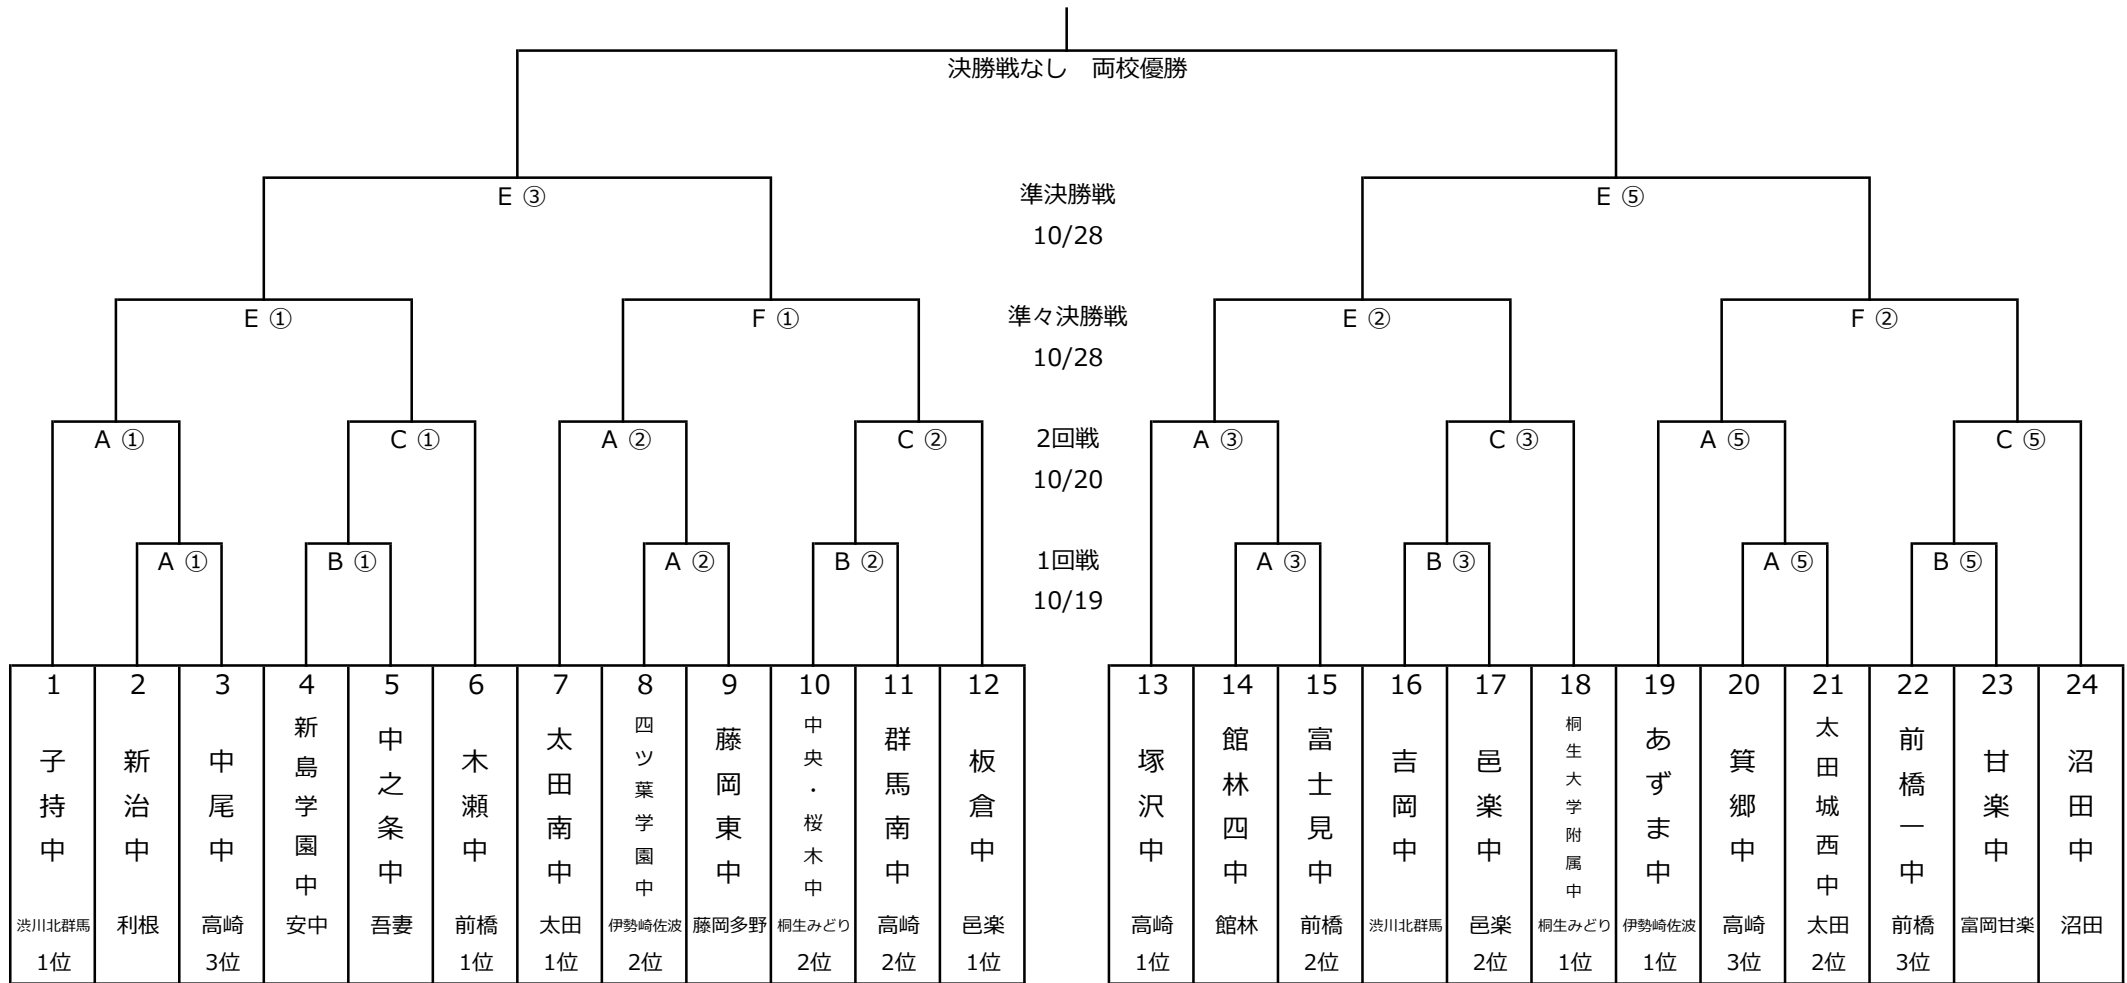 決勝戦なし　両校優勝
E ③
準決勝戦
E ⑤
10/28
E ①
F ①
準々決勝戦
E ②
F ②
10/28
A ①
C ①
A ②
C ②
2回戦
A ③
C ③
A ⑤
C ⑤
10/20
A ①
B ①
A ②
B ②
1回戦
A ③
B ③
A ⑤
B ⑤
10/19
1
子持中
渋川北群馬
1位
2
新治中
利根
3
中尾中
高崎
3位
4
新島学園中
安中
5
中之条中
吾妻
6
木瀬中
前橋
1位
7
太田南中
太田
1位
8
四ツ葉学園中
伊勢崎佐波
2位
9
藤岡東中
藤岡多野
10
中央・桜木中
桐生みどり
2位
11
群馬南中
高崎
2位
12
板倉中
邑楽
1位
13
塚沢中
高崎
1位
14
館林四中
館林
15
富士見中
前橋
2位
16
吉岡中
渋川北群馬
17
邑楽中
邑楽
2位
18
桐生大学附属中
桐生みどり
1位
19
あずま中
伊勢崎佐波
1位
20
箕郷中
高崎
3位
21
太田城西中
太田
2位
22
前橋一中
前橋
3位
23
甘楽中
富岡甘楽
24
沼田中
沼田